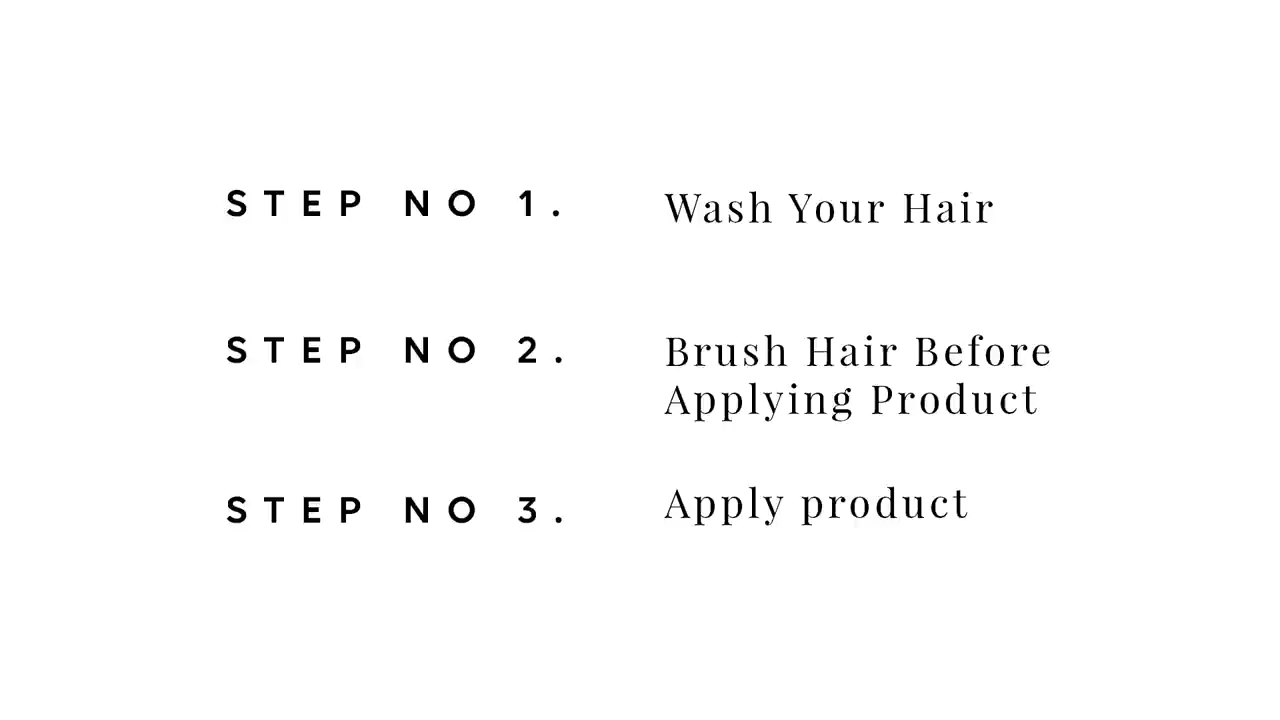 STEP NO 1. Wash Your Hair
STEP NO 2. Brush Hair Before
Applying Product
STEP NO 3. Apply product